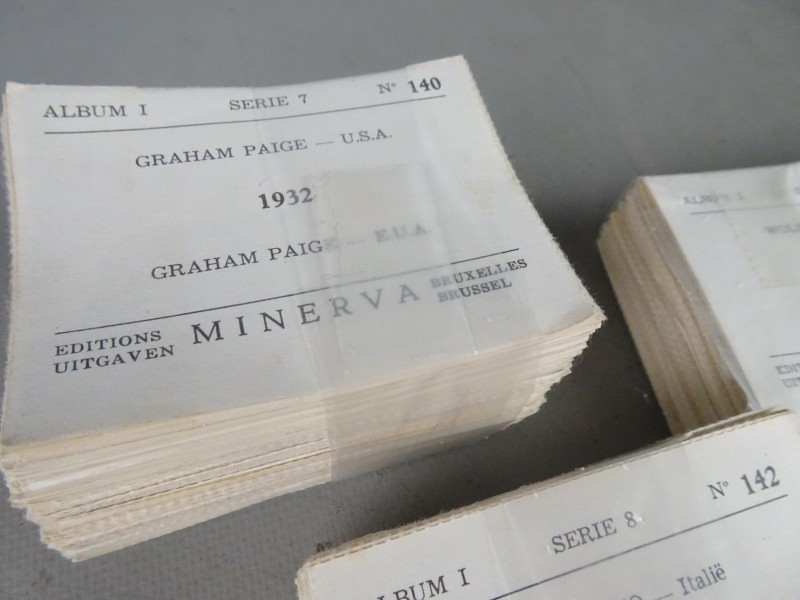 ALBUM I SERIE 7 N° 140
GRAHAM PAIGE — U.S.A.
1932
GRAHAM PAIGE — E.U.A.
EDITIONS MINERVA BRUXELLES
UITGAVEN BRUSSEL
ALBUM I
ALBUM I SERIE 8 N° 142
— Italië